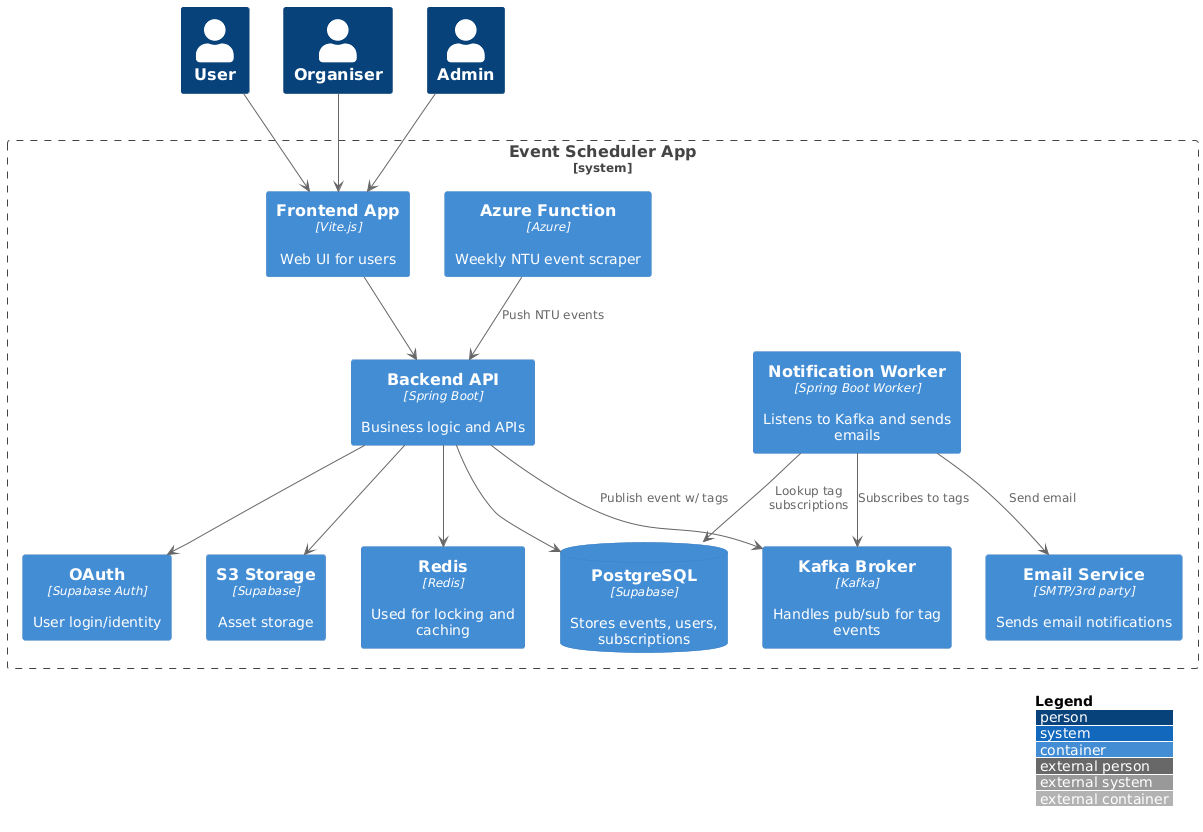 User
Organiser
Admin
Event Scheduler App
[system]
Frontend App
[Vite.js]
Web UI for users
Azure Function
[Azure]
Weekly NTU event scraper
Push NTU events
Backend API
[Spring Boot]
Business logic and APIs
Notification Worker
[Spring Boot Worker]
Listens to Kafka and sends
emails
Publish event w/ tags
Lookup tag
subscriptions
Subscribes to tags
Send email
OAuth
[Supabase Auth]
User login/identity
S3 Storage
[Supabase]
Asset storage
Redis
[Redis]
Used for locking and
caching
PostgreSQL
[Supabase]
Stores events, users,
subscriptions
Kafka Broker
[Kafka]
Handles pub/sub for tag
events
Email Service
[SMTP/3rd party]
Sends email notifications
Legend
person
system
container
external person
external system
external container